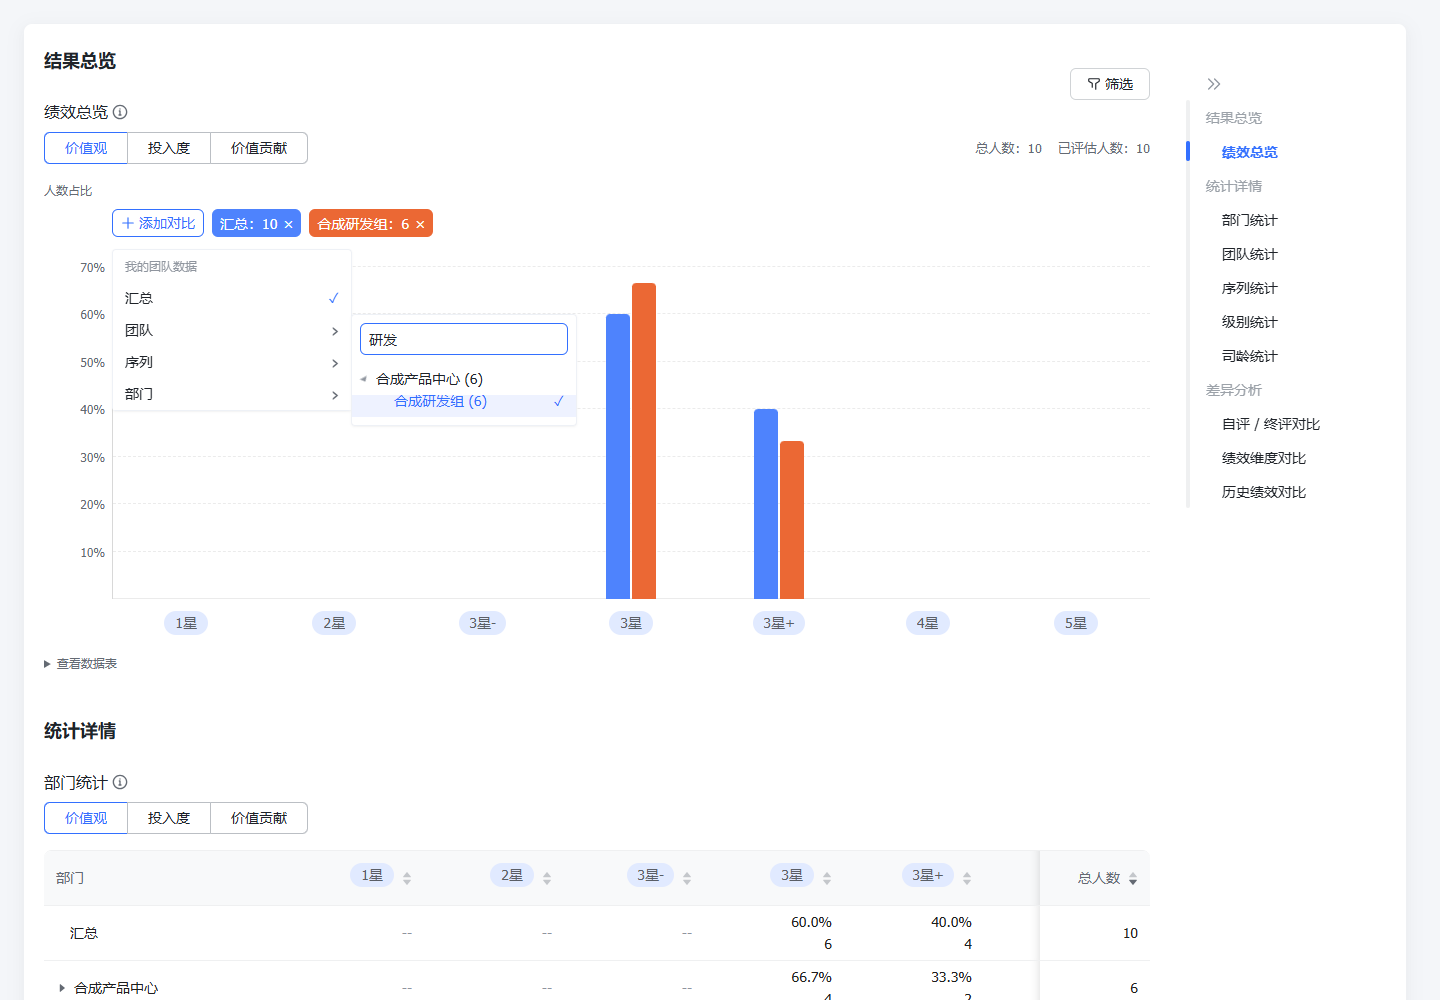 结果总览
筛选
绩效总览
价值观 投入度 价值贡献
总人数：10 已评估人数：10
人数占比
添加对比 汇总：10 × 合成研发组：6 ×
70%
60%
50%
40%
30%
20%
10%
我的团队数据
汇总
团队
序列
部门
研发
合成产品中心 (6)
合成研发组 (6)
1星 2星 3星- 3星 3星+ 4星 5星
查看数据表
统计详情
部门统计
价值观 投入度 价值贡献
部门 1星 2星 3星- 3星 3星+ 总人数
汇总 -- -- -- 60.0% 40.0% 10
6 4
合成产品中心 -- -- -- 66.7% 33.3% 6
4 2
结果总览
绩效总览
统计详情
部门统计
团队统计
序列统计
级别统计
司龄统计
差异分析
自评 / 终评对比
绩效维度对比
历史绩效对比